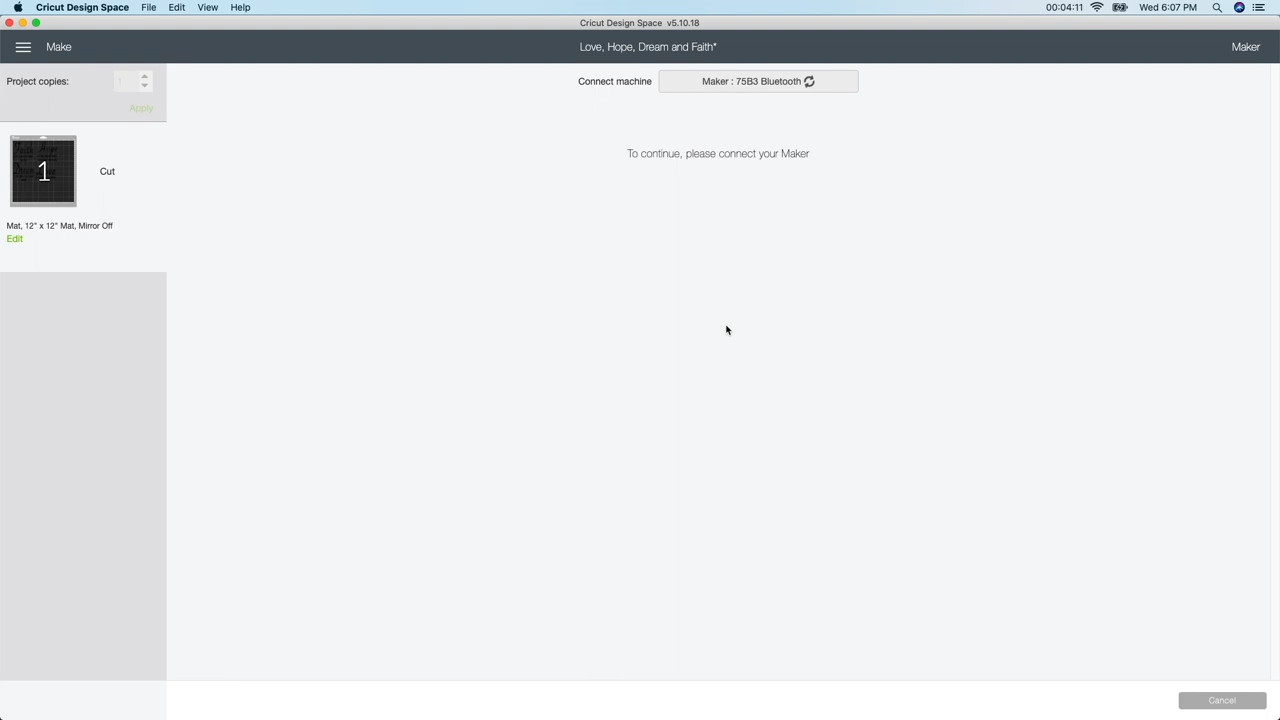 Cricut Design Space File Edit View Help 00:04:11 Wed 6:07 PM
Cricut Design Space v5.10.18
Make Love, Hope, Dream and Faith* Maker
Project copies: 1
Connect machine Maker : 75B3 Bluetooth
Apply
To continue, please connect your Maker
1 Cut
Mat, 12" x 12" Mat, Mirror Off
Edit
Cancel